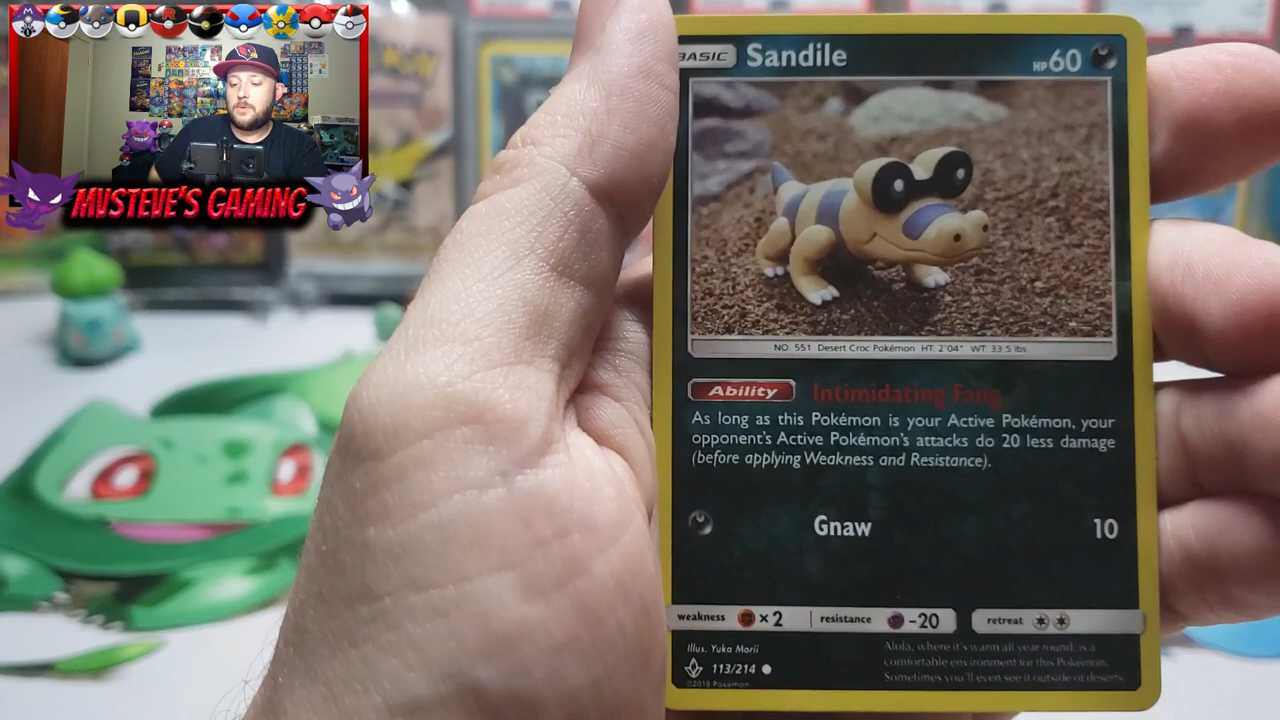 MVSTEVE'S GAMING
BASIC Sandile HP 60
NO. 551 Desert Croc Pokémon HT: 2'04" WT: 33.5 lbs
Ability Intimidating Fang
As long as this Pokémon is your Active Pokémon, your
opponent's Active Pokémon's attacks do 20 less damage
(before applying Weakness and Resistance).
Gnaw 10
weakness ×2 resistance -20 retreat
Illus. Yuka Morii
113/214
©2019 Pokémon
Alola, where it's warm all year round, is a
comfortable environment for this Pokémon.
Sometimes you'll even see it outside of deserts.